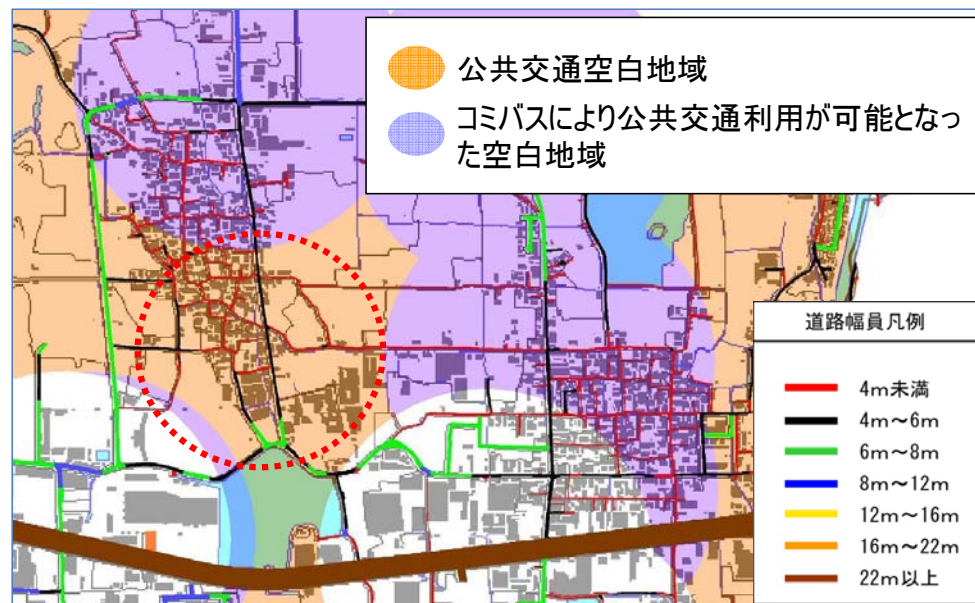 公共交通空白地域
コミバスにより公共交通利用が可能となっ
た空白地域
道路幅員凡例
4m未満
4m～6m
6m～8m
8m～12m
12m～16m
16m～22m
22m以上